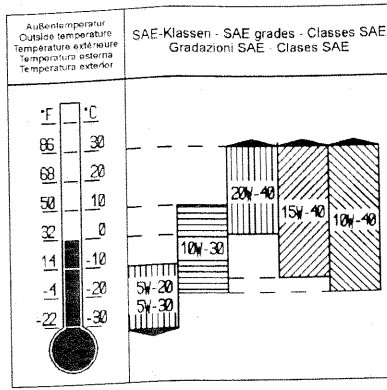 Außentemperatur
Outside temperature
Température extérieure
Temperatura esterna
Temperatura exterior
SAE-Klassen - SAE grades - Classes SAE
Gradazioni SAE - Clases SAE
°F °C
86 30
68 20
50 10
32 0
14 -10
-4 -20
-22 -30
20W-40
15W-40
10W-40
10W-30
5W-20
5W-30